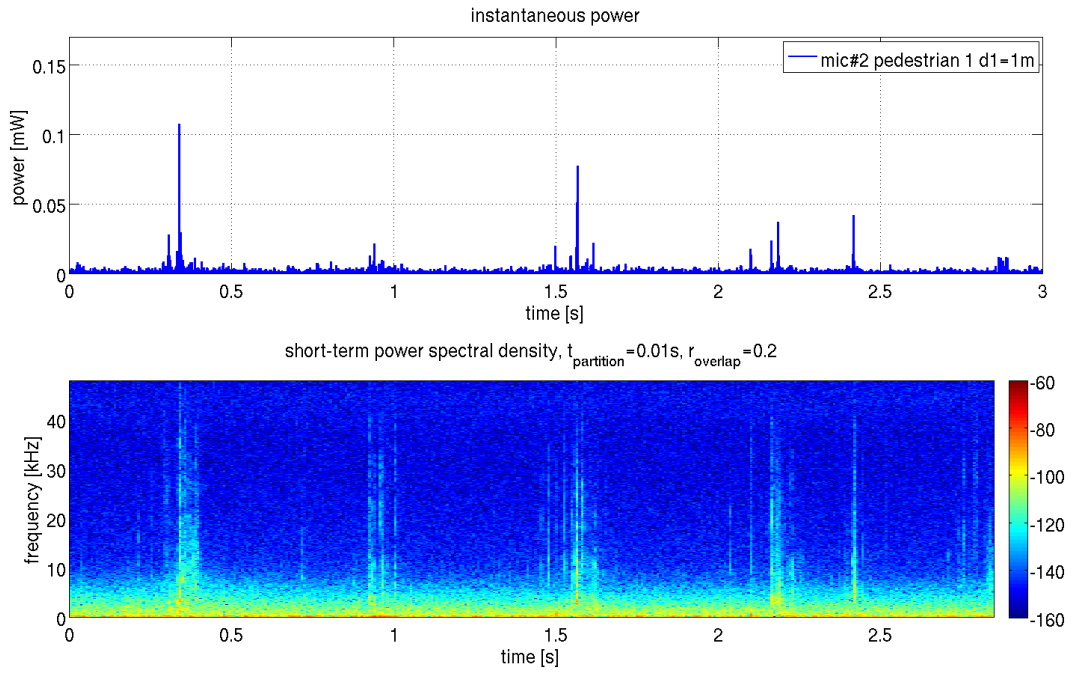 instantaneous power
mic#2 pedestrian 1 d1=1m
power [mW]
0.15
0.1
0.05
0
0 0.5 1 1.5 2 2.5 3
time [s]
short-term power spectral density, t_partition=0.01s, r_overlap=0.2
frequency [kHz]
40
30
20
10
0
0 0.5 1 1.5 2 2.5
time [s]
-60
-80
-100
-120
-140
-160